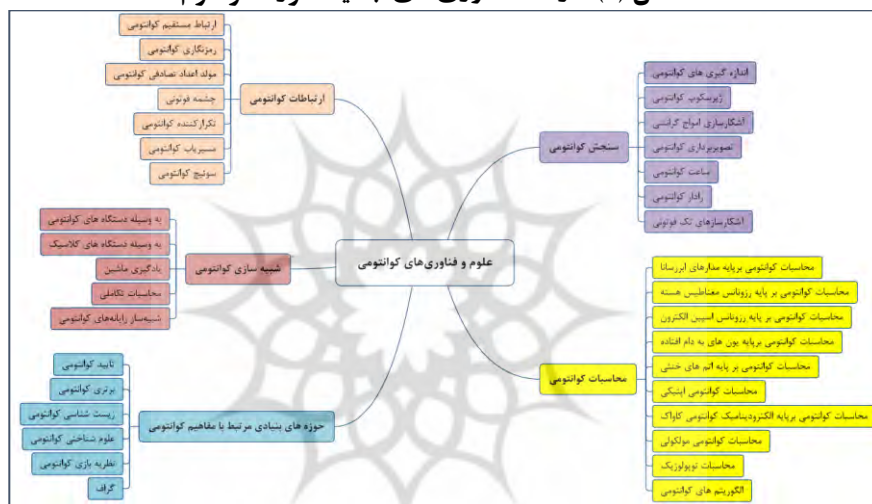 علوم و فناوری‌های کوانتومی
سنجش کوانتومی
اندازه گیری های کوانتومی
ژیرسکوپ کوانتومی
آشکارسازی امواج گرانشی
تصویربرداری کوانتومی
ساعت کوانتومی
رادار کوانتومی
آشکارسازهای تک فوتونی
محاسبات کوانتومی
محاسبات کوانتومی برپایه مدارهای ابررسانا
محاسبات کوانتومی بر پایه رزونانس مغناطیس هسته
محاسبات کوانتومی بر پایه رزونانس اسپین الکترون
محاسبات کوانتومی برپایه یون های به دام افتاده
محاسبات کوانتومی بر پایه اتم های خنثی
محاسبات کوانتومی اپتیکی
محاسبات کوانتومی برپایه الکترودینامیک کوانتومی کاواک
محاسبات کوانتومی مولکولی
محاسبات توپولوژیک
الگوریتم های کوانتومی
ارتباطات کوانتومی
ارتباط مستقیم کوانتومی
رمزنگاری کوانتومی
مولد اعداد تصادفی کوانتومی
چشمه فوتونی
تکرارکننده کوانتومی
مسیریاب کوانتومی
سوئیچ کوانتومی
شبیه سازی کوانتومی
به وسیله دستگاه های کوانتومی
به وسیله دستگاه های کلاسیک
یادگیری ماشین
محاسبات تکاملی
شبیه‌ساز رایانه‌های کوانتومی
حوزه های بنیادی مرتبط با مفاهیم کوانتومی
تایید کوانتومی
برتری کوانتومی
زیست شناسی کوانتومی
علوم شناختی کوانتومی
نظریه بازی کوانتومی
گراف